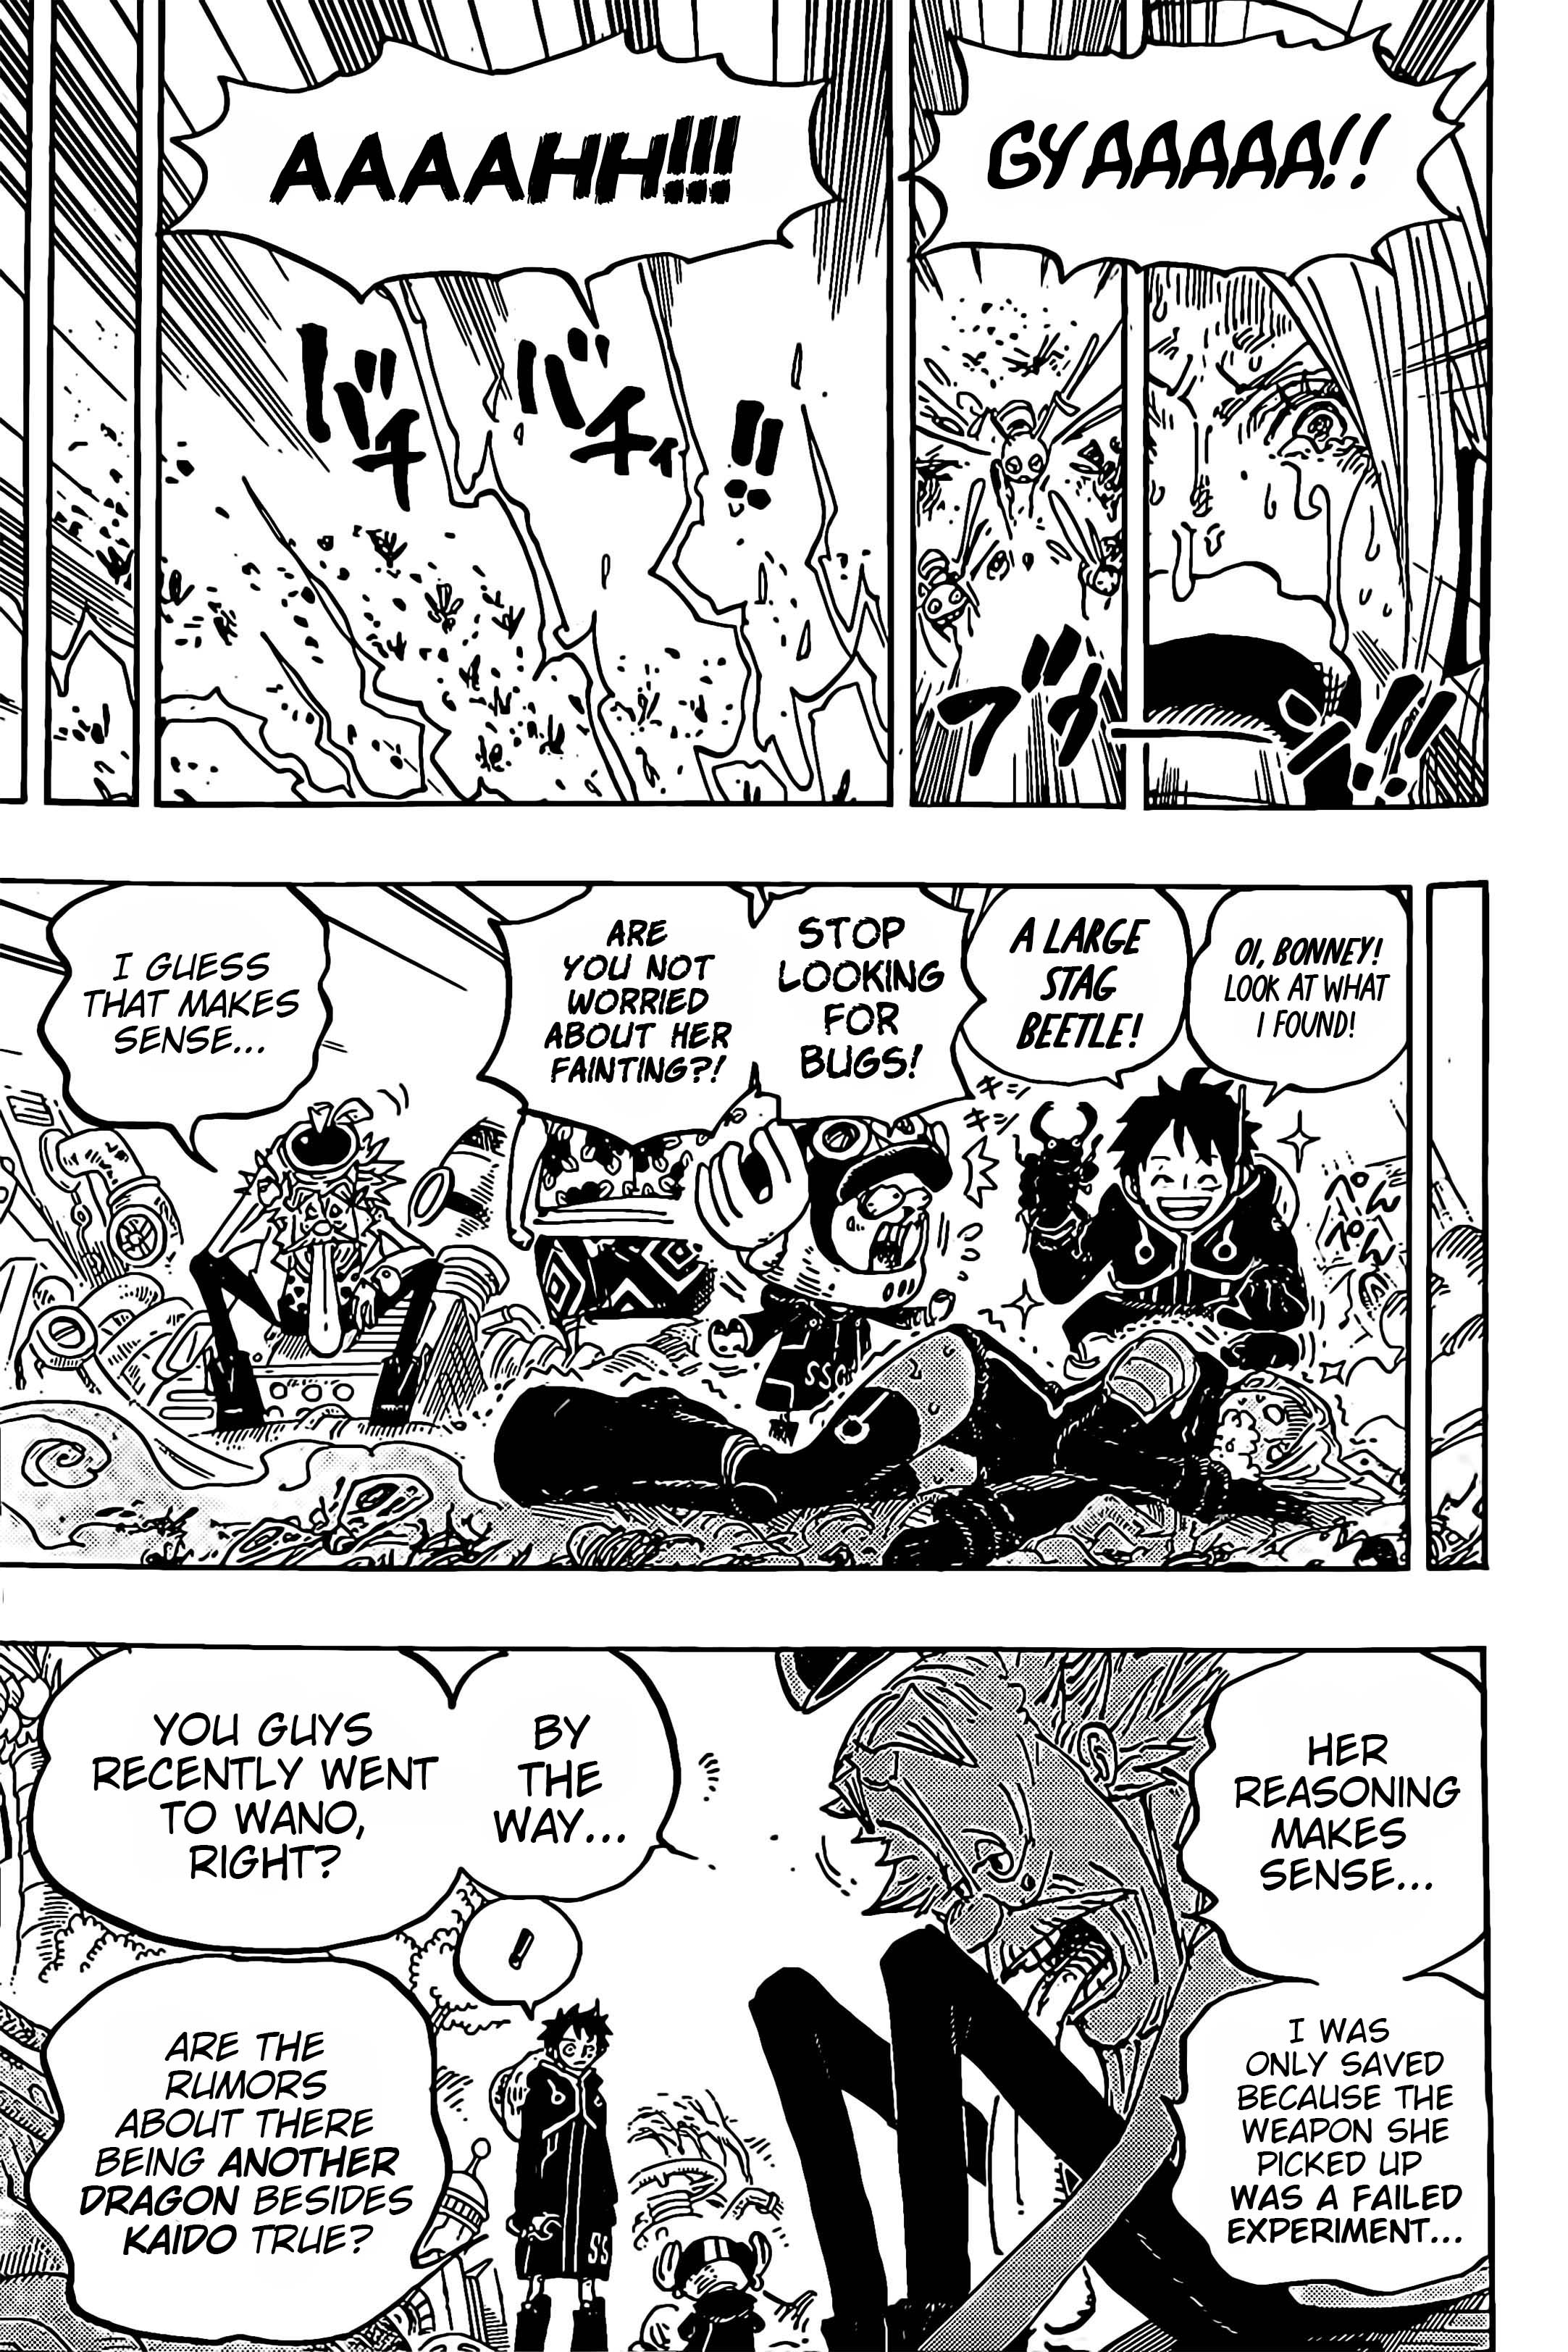 GYAAAAA!!
ブゥーン!!
AAAAHH!!!
バチ
バチィ
!!
OI, BONNEY!
LOOK AT WHAT
I FOUND!
A LARGE
STAG
BEETLE!
STOP
LOOKING
FOR
BUGS!
ARE
YOU NOT
WORRIED
ABOUT HER
FAINTING?!
I GUESS
THAT MAKES
SENSE...
キシ
キシ
ぺん
ぺん
SSG
HER
REASONING
MAKES
SENSE...
I WAS
ONLY SAVED
BECAUSE THE
WEAPON SHE
PICKED UP
WAS A FAILED
EXPERIMENT...
BY
THE
WAY...
YOU GUYS
RECENTLY WENT
TO WANO,
RIGHT?
!
ARE THE
RUMORS
ABOUT THERE
BEING ANOTHER
DRAGON BESIDES
KAIDO TRUE?
SS